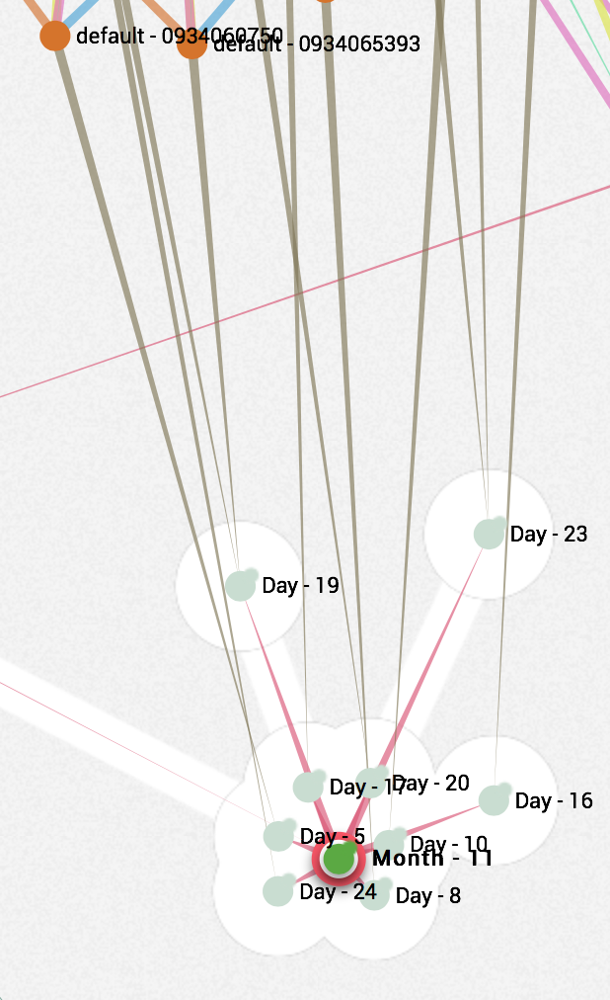 default - 0934060750
default - 0934065393
Day - 23
Day - 19
Day - 17
Day - 20
Day - 16
Day - 5
Day - 10
Month - 11
Day - 24
Day - 8